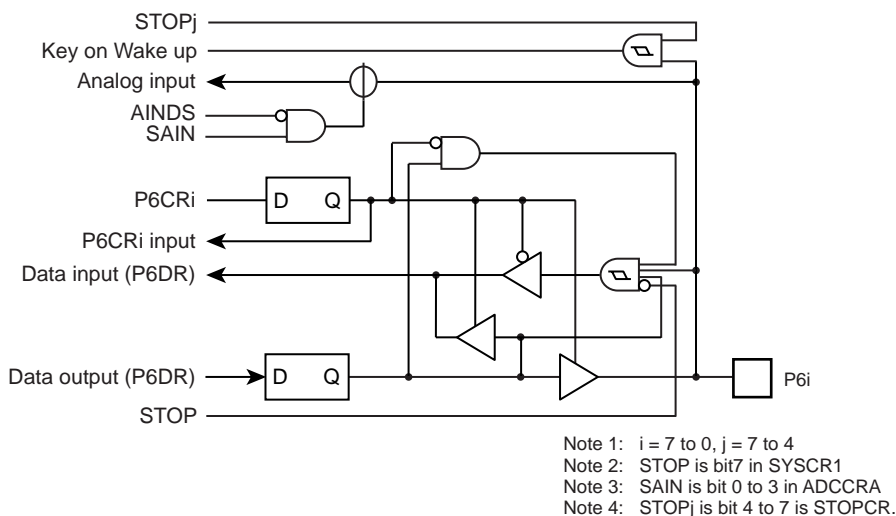 STOPj
Key on Wake up
Analog input
AINDS
SAIN
P6CRi
D Q
P6CRi input
Data input (P6DR)
Data output (P6DR)
D Q
P6i
STOP
Note 1: i = 7 to 0, j = 7 to 4
Note 2: STOP is bit7 in SYSCR1
Note 3: SAIN is bit 0 to 3 in ADCCRA
Note 4: STOPj is bit 4 to 7 is STOPCR.